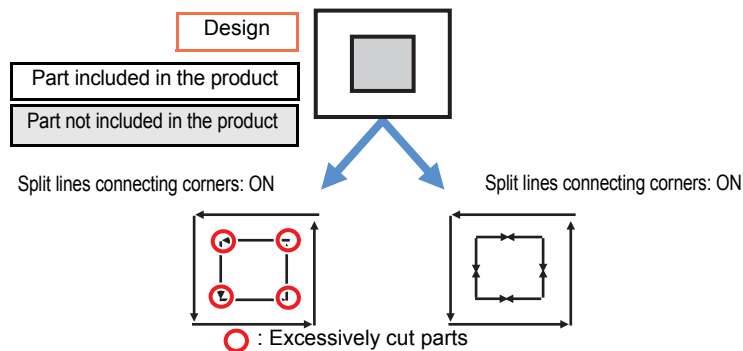 Design
Part included in the product
Part not included in the product
Split lines connecting corners: ON
Split lines connecting corners: ON
: Excessively cut parts